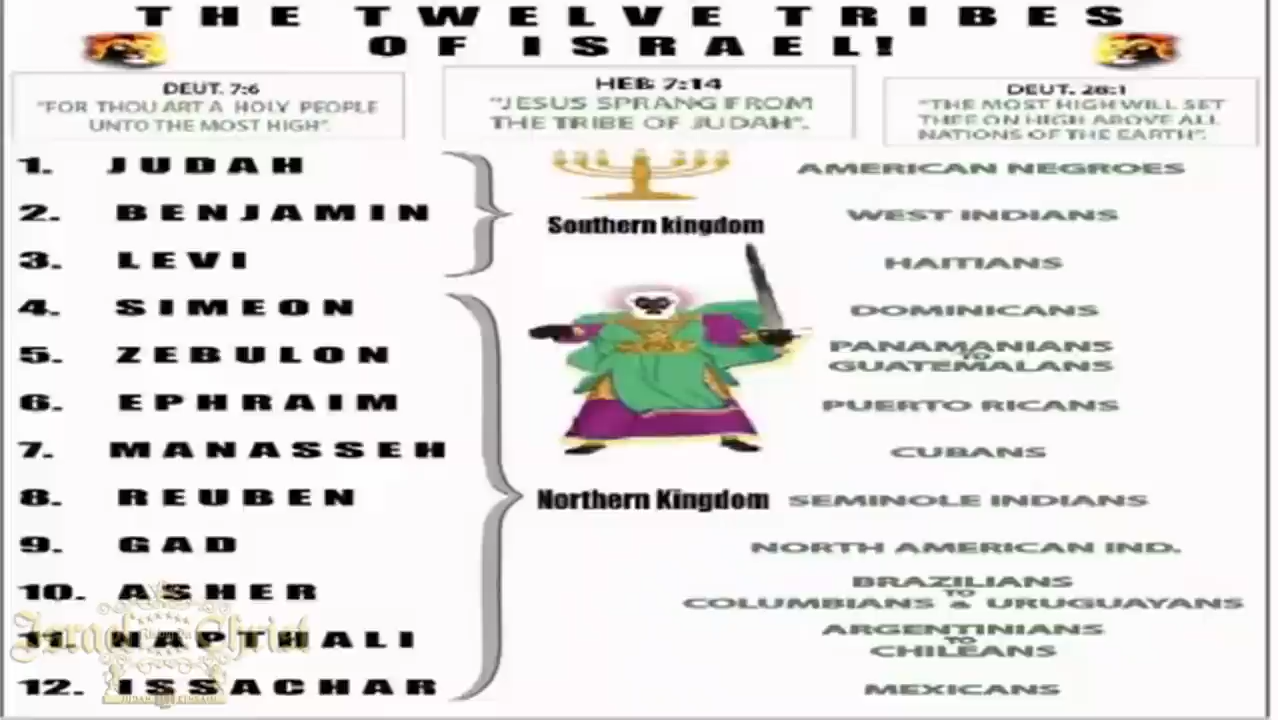 THE TWELVE TRIBES
OF ISRAEL!
DEUT. 7:6
"FOR THOU ART A HOLY PEOPLE
UNTO THE MOST HIGH".
HEB 7:14
"JESUS SPRANG FROM
THE TRIBE OF JUDAH".
DEUT. 28:1
"THE MOST HIGH WILL SET
THEE ON HIGH ABOVE ALL
NATIONS OF THE EARTH".
1. JUDAH AMERICAN NEGROES
2. BENJAMIN WEST INDIANS
3. LEVI HAITIANS
Southern kingdom
4. SIMEON DOMINICANS
5. ZEBULON PANAMANIANS
TO
GUATEMALANS
6. EPHRAIM PUERTO RICANS
7. MANASSEH CUBANS
8. REUBEN SEMINOLE INDIANS
Northern Kingdom
9. GAD NORTH AMERICAN IND.
10. ASHER BRAZILIANS
TO
COLUMBIANS & URUGUAYANS
11. NAPTHALI ARGENTINIANS
TO
CHILEANS
12. ISSACHAR MEXICANS
Israel Christ